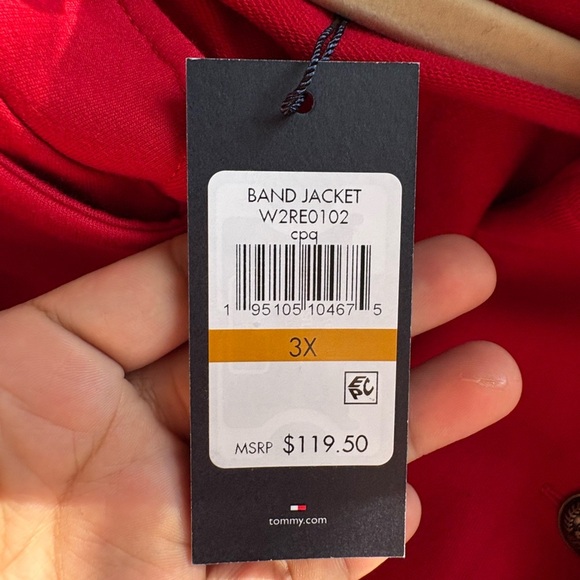 BAND JACKET
W2RE0102
cpq
1 95105 10467 5
3X
EPC
MSRP $119.50
tommy.com